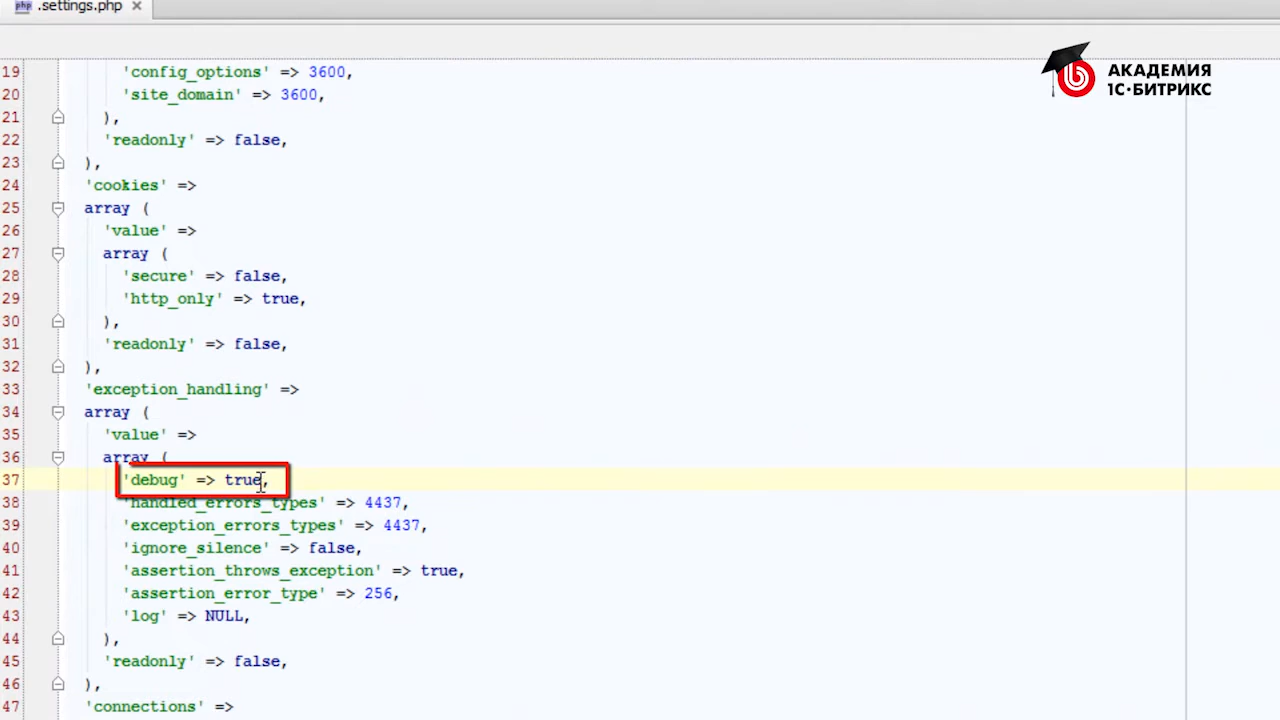 php .settings.php ×
АКАДЕМИЯ
1С-БИТРИКС
19 'config_options' => 3600,
20 'site_domain' => 3600,
21 ),
22 'readonly' => false,
23 ),
24 'cookies' =>
25 array (
26 'value' =>
27 array (
28 'secure' => false,
29 'http_only' => true,
30 ),
31 'readonly' => false,
32 ),
33 'exception_handling' =>
34 array (
35 'value' =>
36 array (
37 'debug' => true,
38 'handled_errors_types' => 4437,
39 'exception_errors_types' => 4437,
40 'ignore_silence' => false,
41 'assertion_throws_exception' => true,
42 'assertion_error_type' => 256,
43 'log' => NULL,
44 ),
45 'readonly' => false,
46 ),
47 'connections' =>